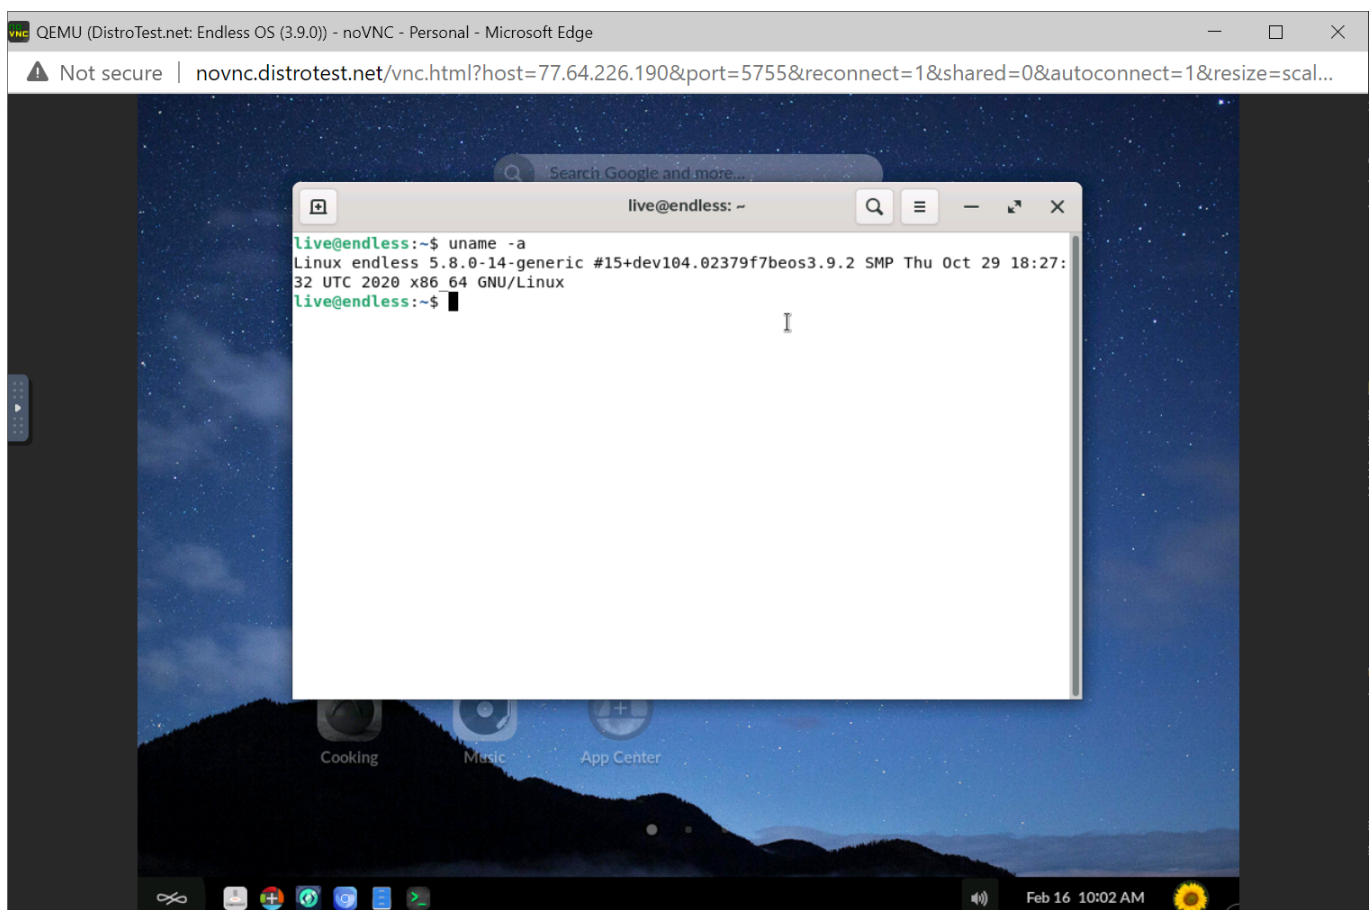 QEMU (DistroTest.net: Endless OS (3.9.0)) - noVNC - Personal - Microsoft Edge
Not secure | novnc.distrotest.net/vnc.html?host=77.64.226.190&port=5755&reconnect=1&shared=0&autoconnect=1&resize=scal...
Search Google and more...
live@endless: ~
live@endless:~$ uname -a
Linux endless 5.8.0-14-generic #15+dev104.02379f7beos3.9.2 SMP Thu Oct 29 18:27:
32 UTC 2020 x86_64 GNU/Linux
live@endless:~$
Cooking
Music
App Center
Feb 16 10:02 AM